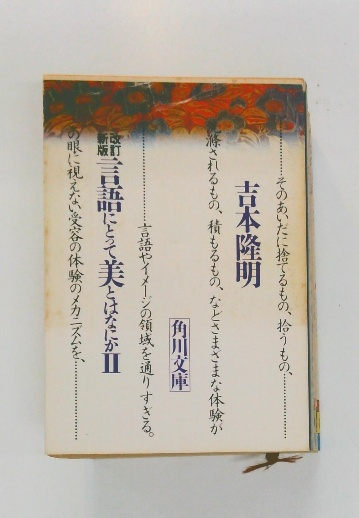 …………そのあいだに捨てるもの、拾うもの、…………
吉本隆明
滌されるもの、積もるもの、などさまざまな体験が
角川文庫
…………………言語やイメージの領域を通りすぎる。
改訂新版
言語にとって美とはなにかⅡ
の眼に視えない受容の体験のメカニズムを、…………